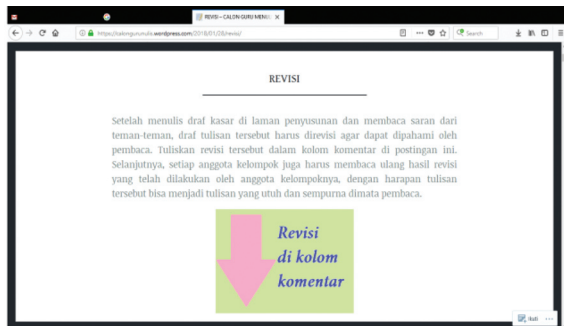 REVISI – CALON GURU MENU
https://calongurunulis.wordpress.com/2018/01/28/revisi/
Search
REVISI
Setelah menulis draf kasar di laman penyusunan dan membaca saran dari
teman-teman, draf tulisan tersebut harus direvisi agar dapat dipahami oleh
pembaca. Tuliskan revisi tersebut dalam kolom komentar di postingan ini.
Selanjutnya, setiap anggota kelompok juga harus membaca ulang hasil revisi
yang telah dilakukan oleh anggota kelompoknya, dengan harapan tulisan
tersebut bisa menjadi tulisan yang utuh dan sempurna dimata pembaca.
Revisi
di kolom
komentar
Ikuti